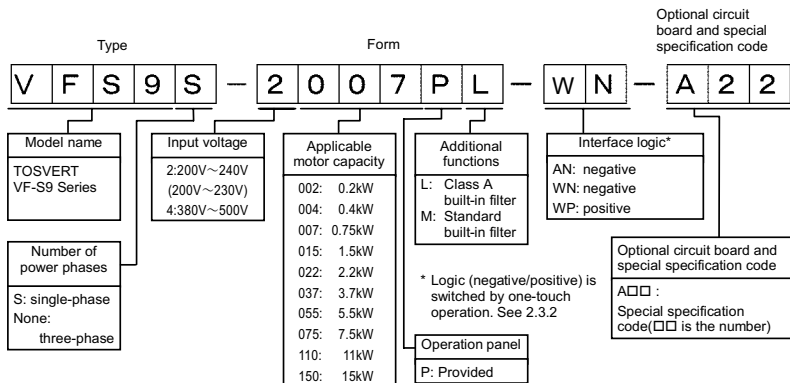 Type
Form
Optional circuit
board and special
specification code
V F S 9 S – 2 0 0 7 P L – W N – A 2 2
Model name
TOSVERT
VF-S9 Series
Number of
power phases
S: single-phase
None:
three-phase
Input voltage
2:200V～240V
(200V～230V)
4:380V～500V
Applicable
motor capacity
002: 0.2kW
004: 0.4kW
007: 0.75kW
015: 1.5kW
022: 2.2kW
037: 3.7kW
055: 5.5kW
075: 7.5kW
110: 11kW
150: 15kW
Additional
functions
L: Class A
built-in filter
M: Standard
built-in filter
* Logic (negative/positive) is
switched by one-touch
operation. See 2.3.2
Operation panel
P: Provided
Interface logic*
AN: negative
WN: negative
WP: positive
Optional circuit board and
special specification code
A□□ :
Special specification
code(□□ is the number)